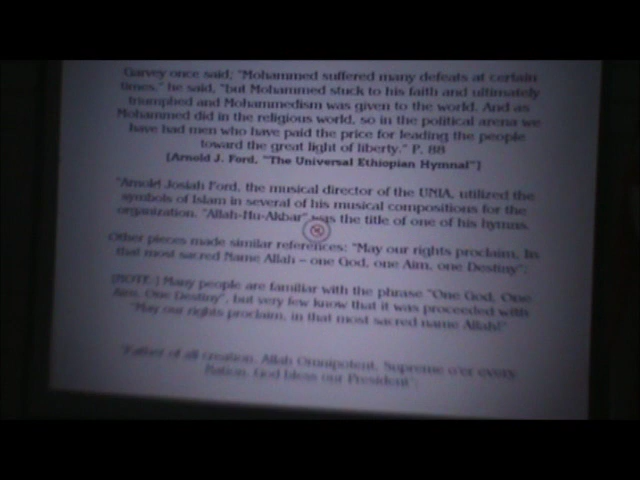 Garvey once said, "Mohammed suffered many defeats at certain
times," he said, "but Mohammed stuck to his faith and ultimately
triumphed and Mohammedism was given to the world. And as
Mohammed did in the religious world, so in the political arena we
have had men who have paid the price for leading the people
toward the great light of liberty." P. 88
[Arnold J. Ford, "The Universal Ethiopian Hymnal"]
"Arnold Josiah Ford, the musical director of the UNIA, utilized the
symbols of Islam in several of his musical compositions for the
organization. "Allah-Hu-Akbar" was the title of one of his hymns.
Other pieces made similar references: "May our rights proclaim, In
that most sacred Name Allah – one God, one Aim, one Destiny";
[NOTE:] Many people are familiar with the phrase "One God, One
Aim, One Destiny", but very few know that it was proceeded with
"May our rights proclaim, in that most sacred name Allah!"
"Father of all creation, Allah Omnipotent, Supreme o'er every
Nation, God bless our President";